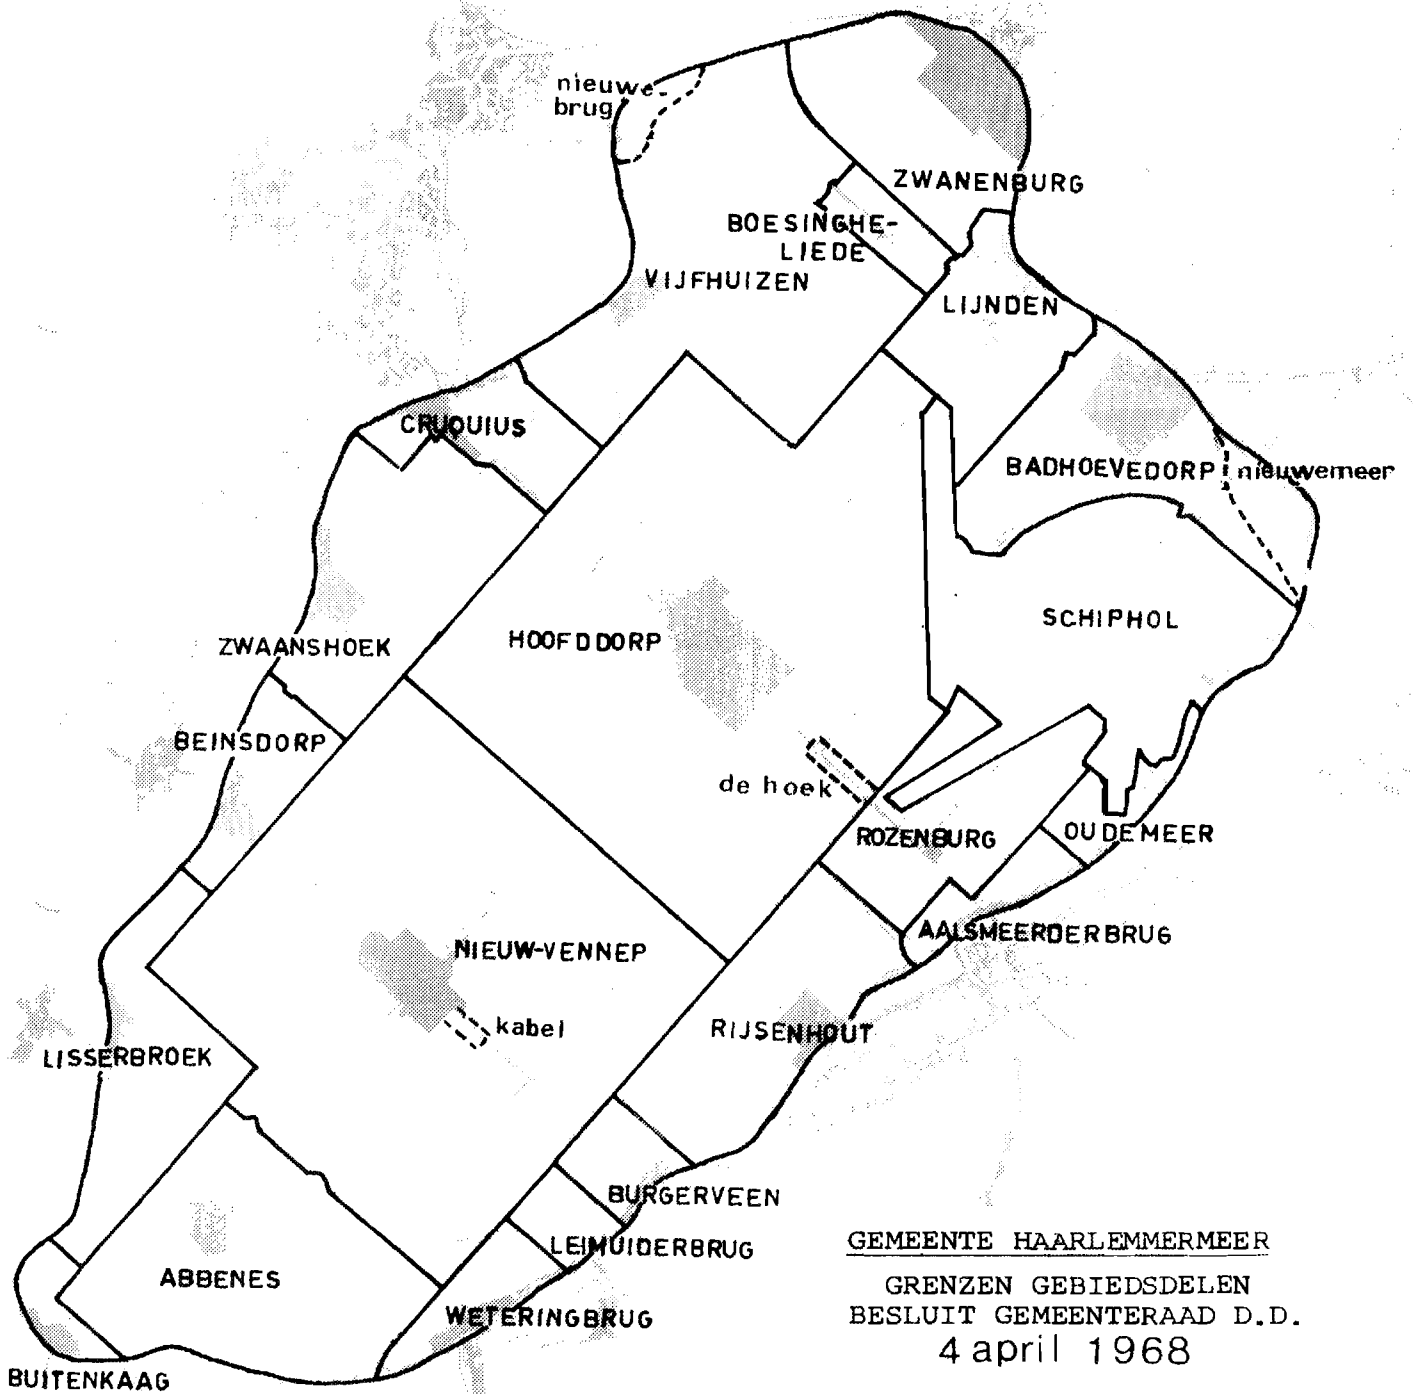 nieuwe-
brug
ZWANENBURG
BOESINGHE-
LIEDE
VIJFHUIZEN
LIJNDEN
CRUQUIUS
BADHOEVEDORP
nieuwemeer
SCHIPHOL
HOOFDDORP
ZWAANSHOEK
BEINSDORP
de hoek
ROZENBURG
OUDEMEER
AALSMEERDERBRUG
NIEUW-VENNEP
kabel
RIJSENHOUT
LISSERBROEK
BURGERVEEN
LEIMUIDERBRUG
ABBENES
WETERINGBRUG
BUITENKAAG
GEMEENTE HAARLEMMERMEER
GRENZEN GEBIEDSDELEN
BESLUIT GEMEENTERAAD D.D.
4 april 1968